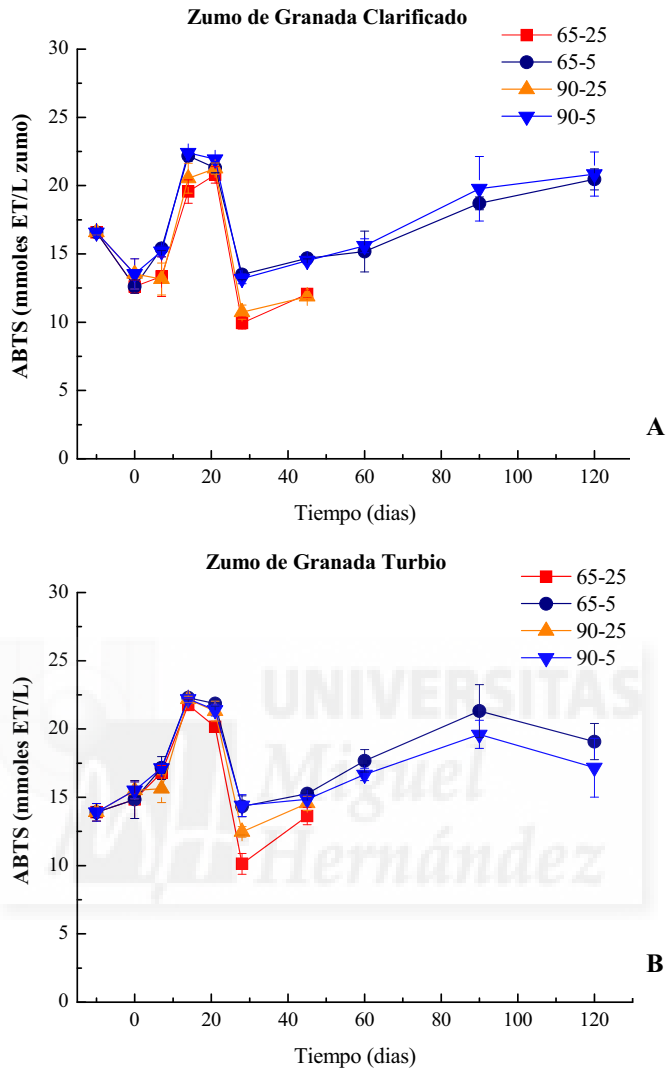 Zumo de Granada Clarificado
65-25
65-5
90-25
90-5
30
25
20
15
10
5
0
ABTS (mmoles ET/L zumo)
0 20 40 60 80 100 120
Tiempo (dias)
A
Zumo de Granada Turbio
65-25
65-5
90-25
90-5
30
25
20
15
10
5
0
ABTS (mmoles ET/L)
0 20 40 60 80 100 120
Tiempo (dias)
B
UNIVERSITAS
Miguel
Hernández